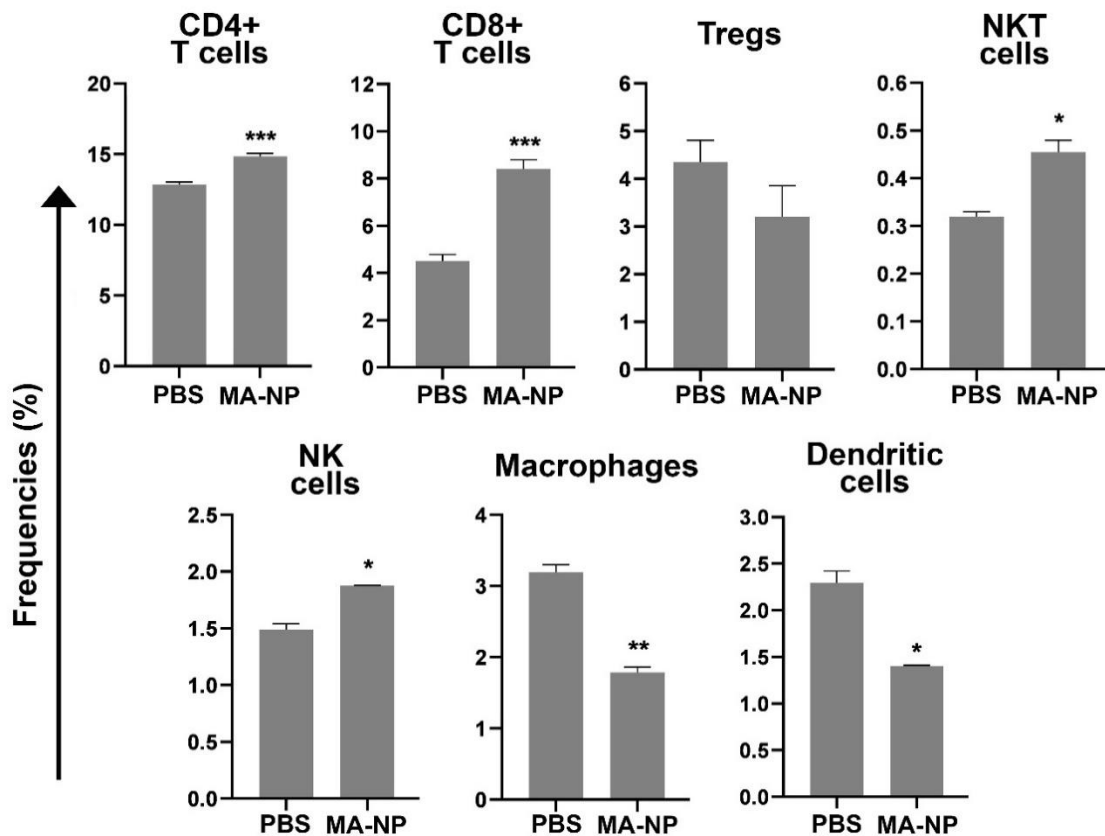 CD4+
T cells
20
15
10
5
0
***
PBS MA-NP
CD8+
T cells
12
10
8
6
4
2
0
***
PBS MA-NP
Tregs
6
5
4
3
2
1
0
PBS MA-NP
NKT
cells
0.6
0.5
0.4
0.3
0.2
0.1
0.0
*
PBS MA-NP
Frequencies (%)
NK
cells
2.5
2.0
1.5
1.0
0.5
0.0
*
PBS MA-NP
Macrophages
4
3
2
1
0
**
PBS MA-NP
Dendritic
cells
3.0
2.5
2.0
1.5
1.0
0.5
0.0
*
PBS MA-NP